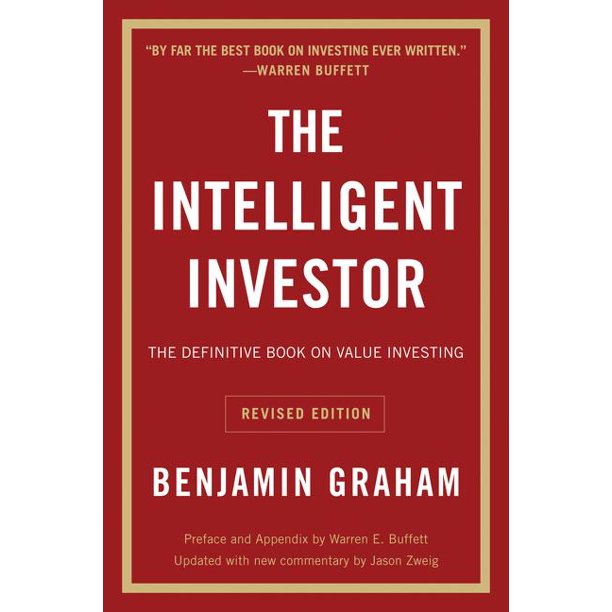 “BY FAR THE BEST BOOK ON INVESTING EVER WRITTEN.”
—WARREN BUFFETT
THE
INTELLIGENT
INVESTOR
THE DEFINITIVE BOOK ON VALUE INVESTING
REVISED EDITION
BENJAMIN GRAHAM
Preface and Appendix by Warren E. Buffett
Updated with new commentary by Jason Zweig